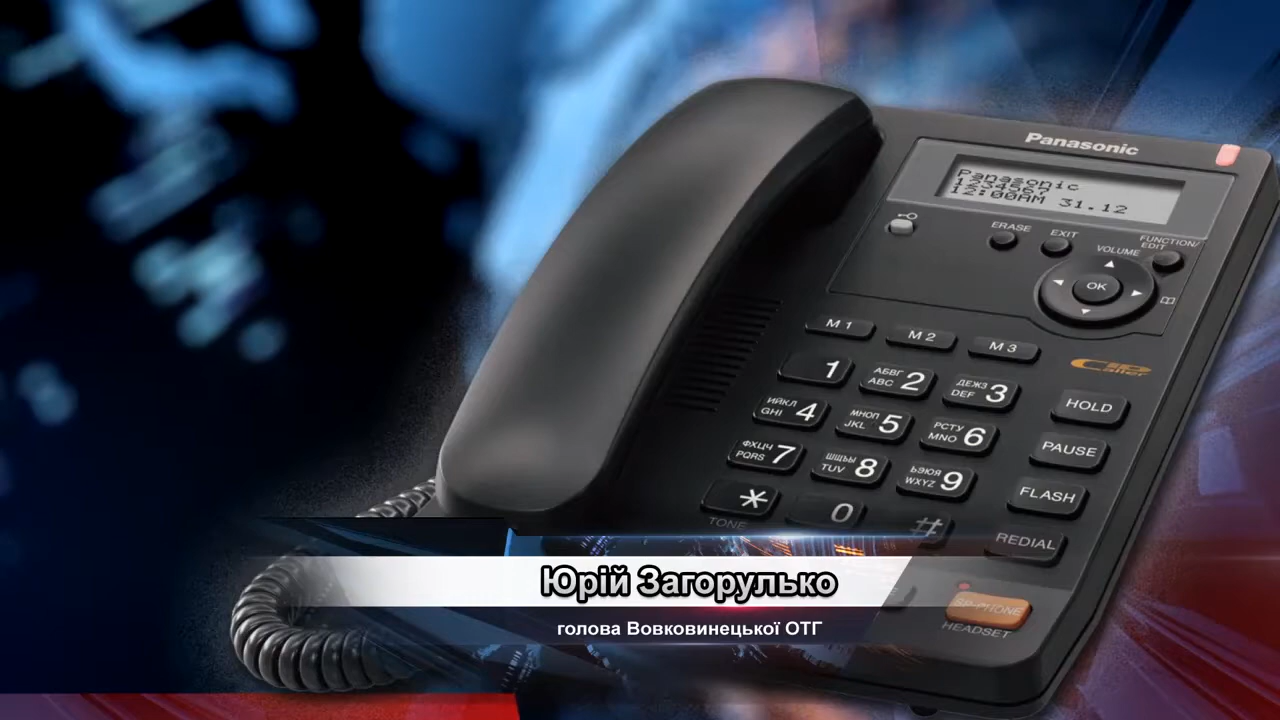 Panasonic
Panasonic
1234567
12:00AM 31.12
ERASE
EXIT
FUNCTION/
EDIT
VOLUME
OK
M 1
M 2
M 3
1
АБВГ
ABC 2
ДЕЖЗ
DEF 3
Caller
ИЙКЛ
GHI 4
МНОП
JKL 5
РСТУ
MNO 6
HOLD
ФХЦЧ
PQRS 7
ШЩЪЫ
TUV 8
ЬЭЮЯ
WXYZ 9
PAUSE
FLASH
*
TONE
0
#
REDIAL
SP-PHONE
HEADSET
Юрій Загорулько
голова Вовковинецької ОТГ